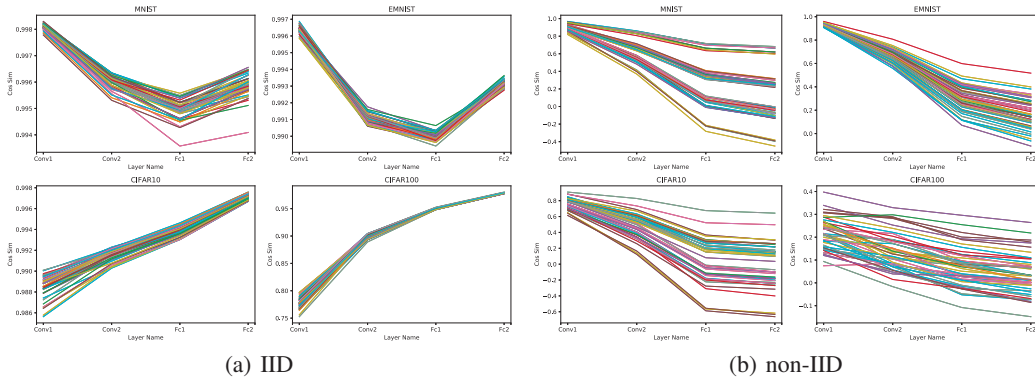 MNIST
0.998
0.997
0.996
0.995
0.994
Cos Sim
Conv1 Conv2 Fc1 Fc2
Layer Name
EMNIST
0.996
0.994
0.993
0.991
0.990
Cos Sim
Conv1 Conv2 Fc1 Fc2
Layer Name
CIFAR10
0.998
0.996
0.994
0.992
0.990
0.988
0.986
Cos Sim
Conv1 Conv2 Fc1 Fc2
Layer Name
CIFAR100
0.95
0.90
0.85
0.80
0.75
Cos Sim
Conv1 Conv2 Fc1 Fc2
Layer Name
(a) IID
MNIST
1.0
0.8
0.6
0.4
0.2
0.0
−0.2
−0.4
Cos Sim
Conv1 Conv2 Fc1 Fc2
Layer Name
EMNIST
1.0
0.8
0.6
0.4
0.2
0.0
Cos Sim
Conv1 Conv2 Fc1 Fc2
Layer Name
CIFAR10
0.8
0.6
0.4
0.2
0.0
−0.2
−0.4
−0.6
Cos Sim
Conv1 Conv2 Fc1 Fc2
Layer Name
CIFAR100
0.4
0.3
0.2
0.1
0.0
−0.1
Cos Sim
Conv1 Conv2 Fc1 Fc2
Layer Name
(b) non-IID